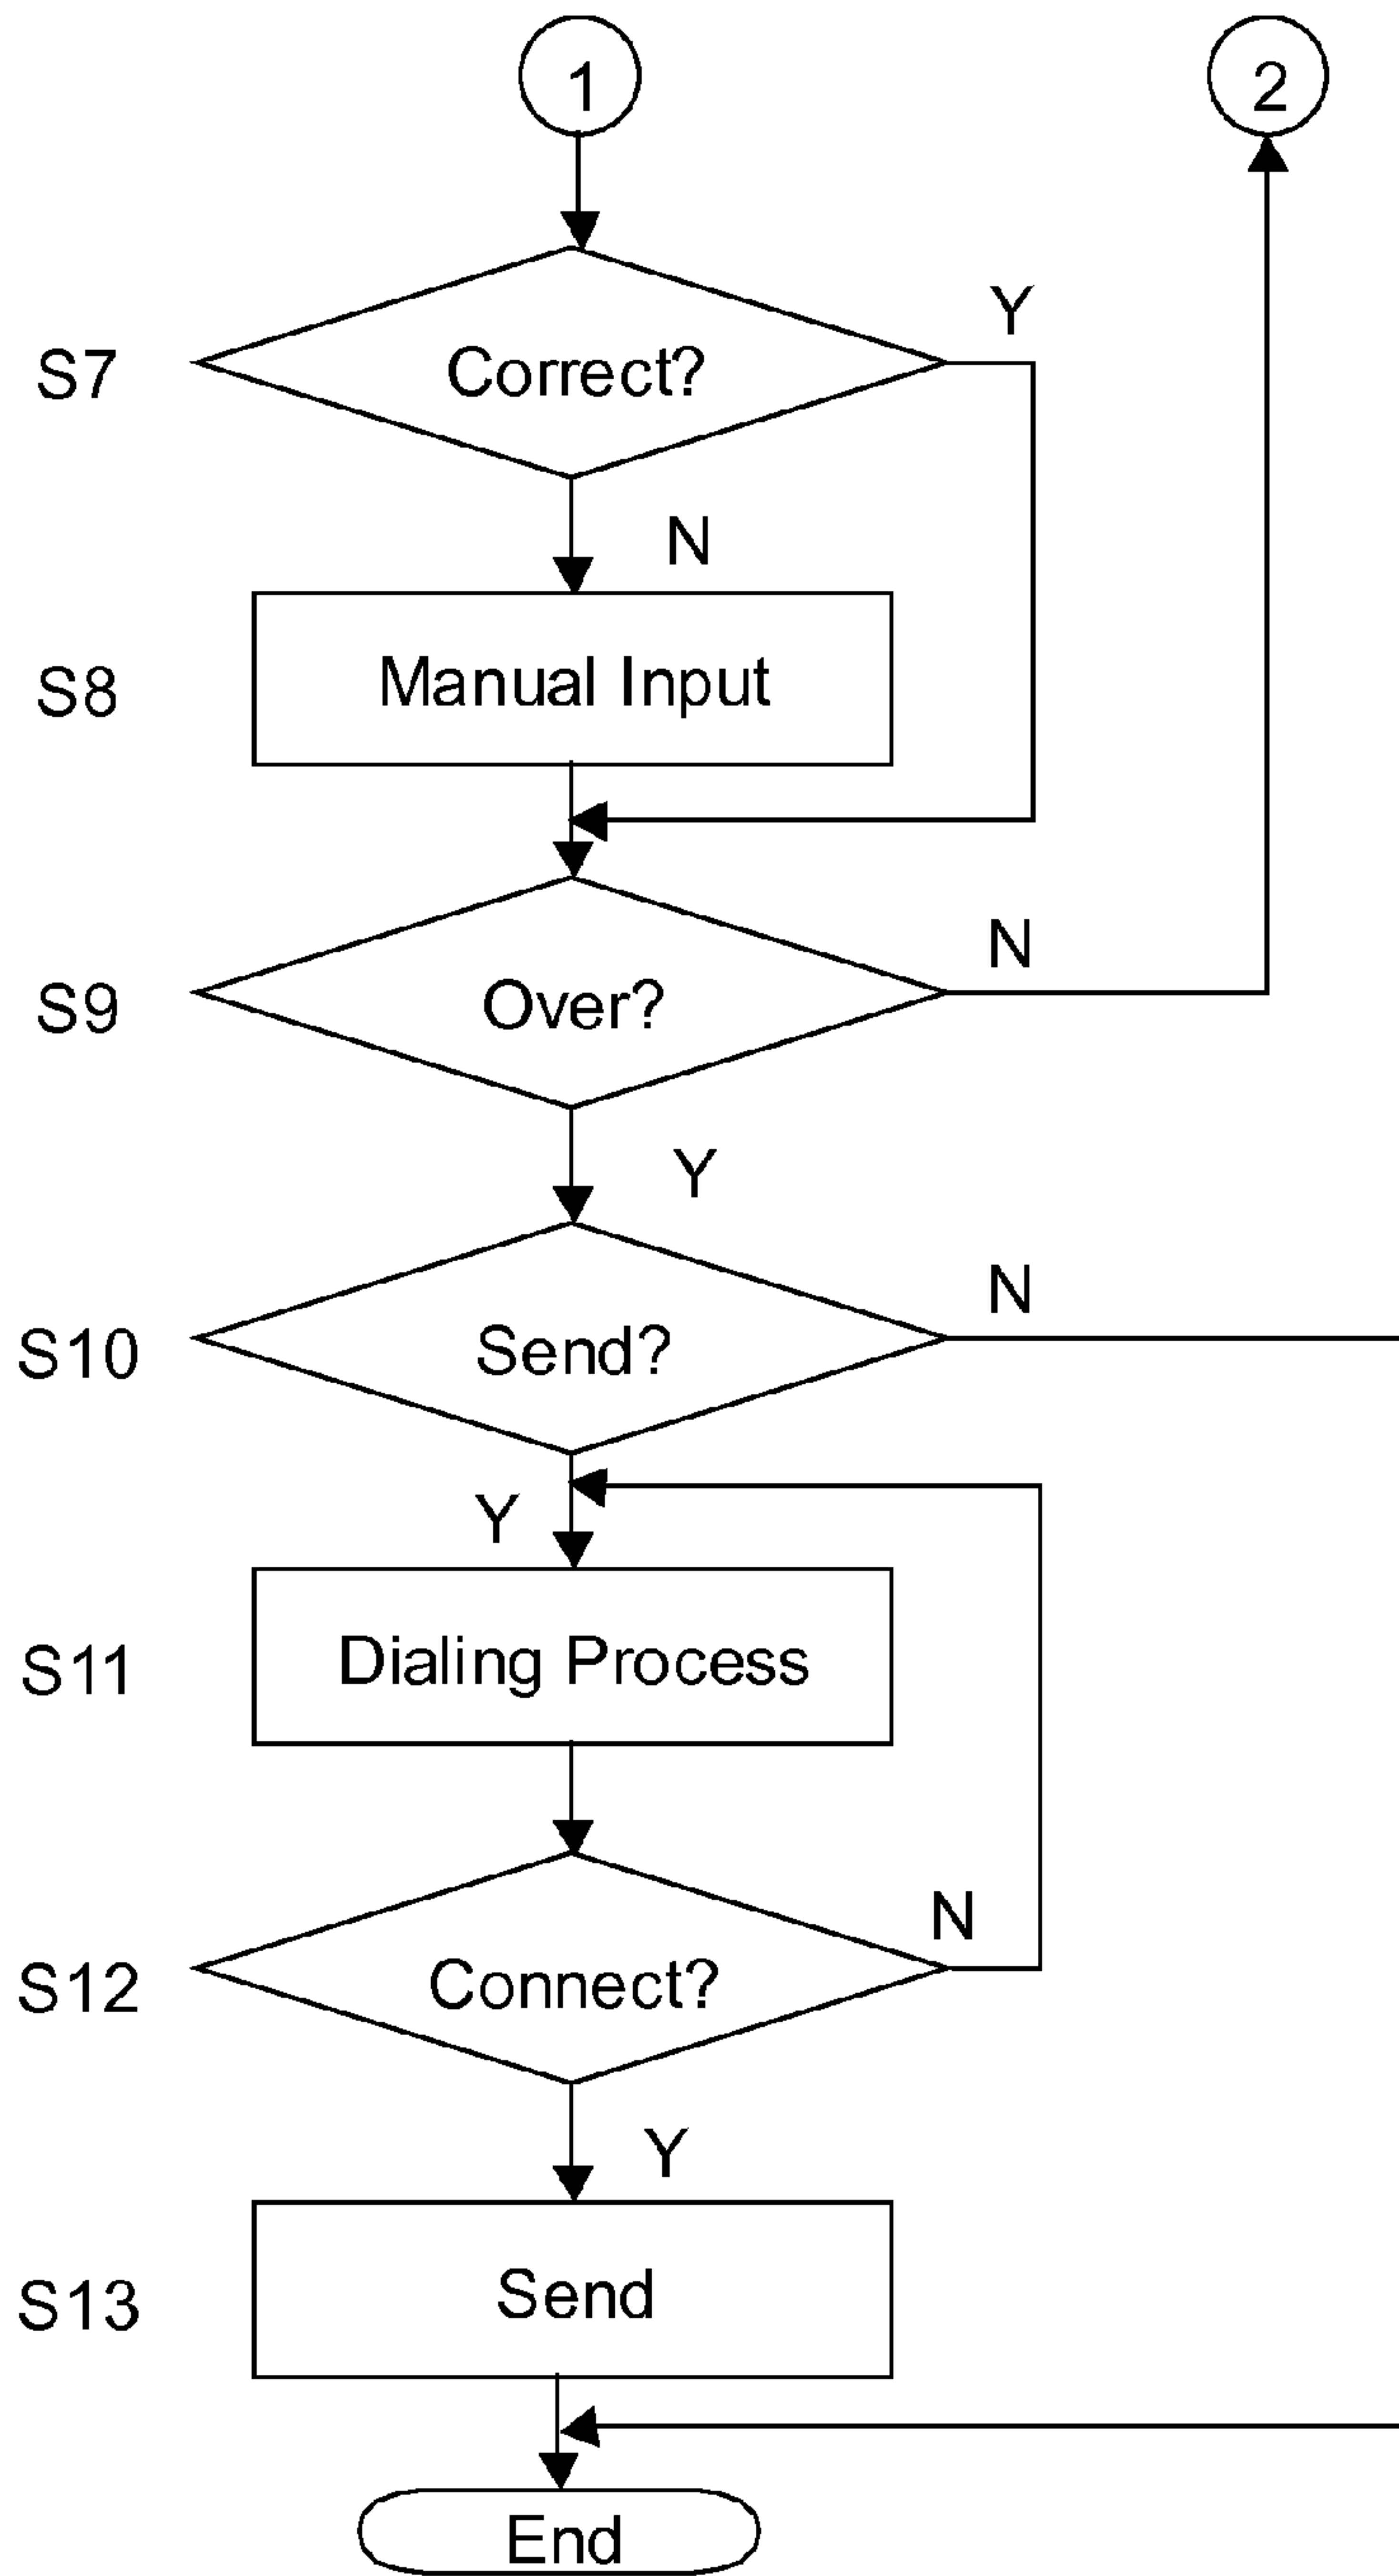 1
2
Y
S7
Correct?
N
S8
Manual Input
N
S9
Over?
Y
N
S10
Send?
Y
S11
Dialing Process
N
S12
Connect?
Y
S13
Send
End